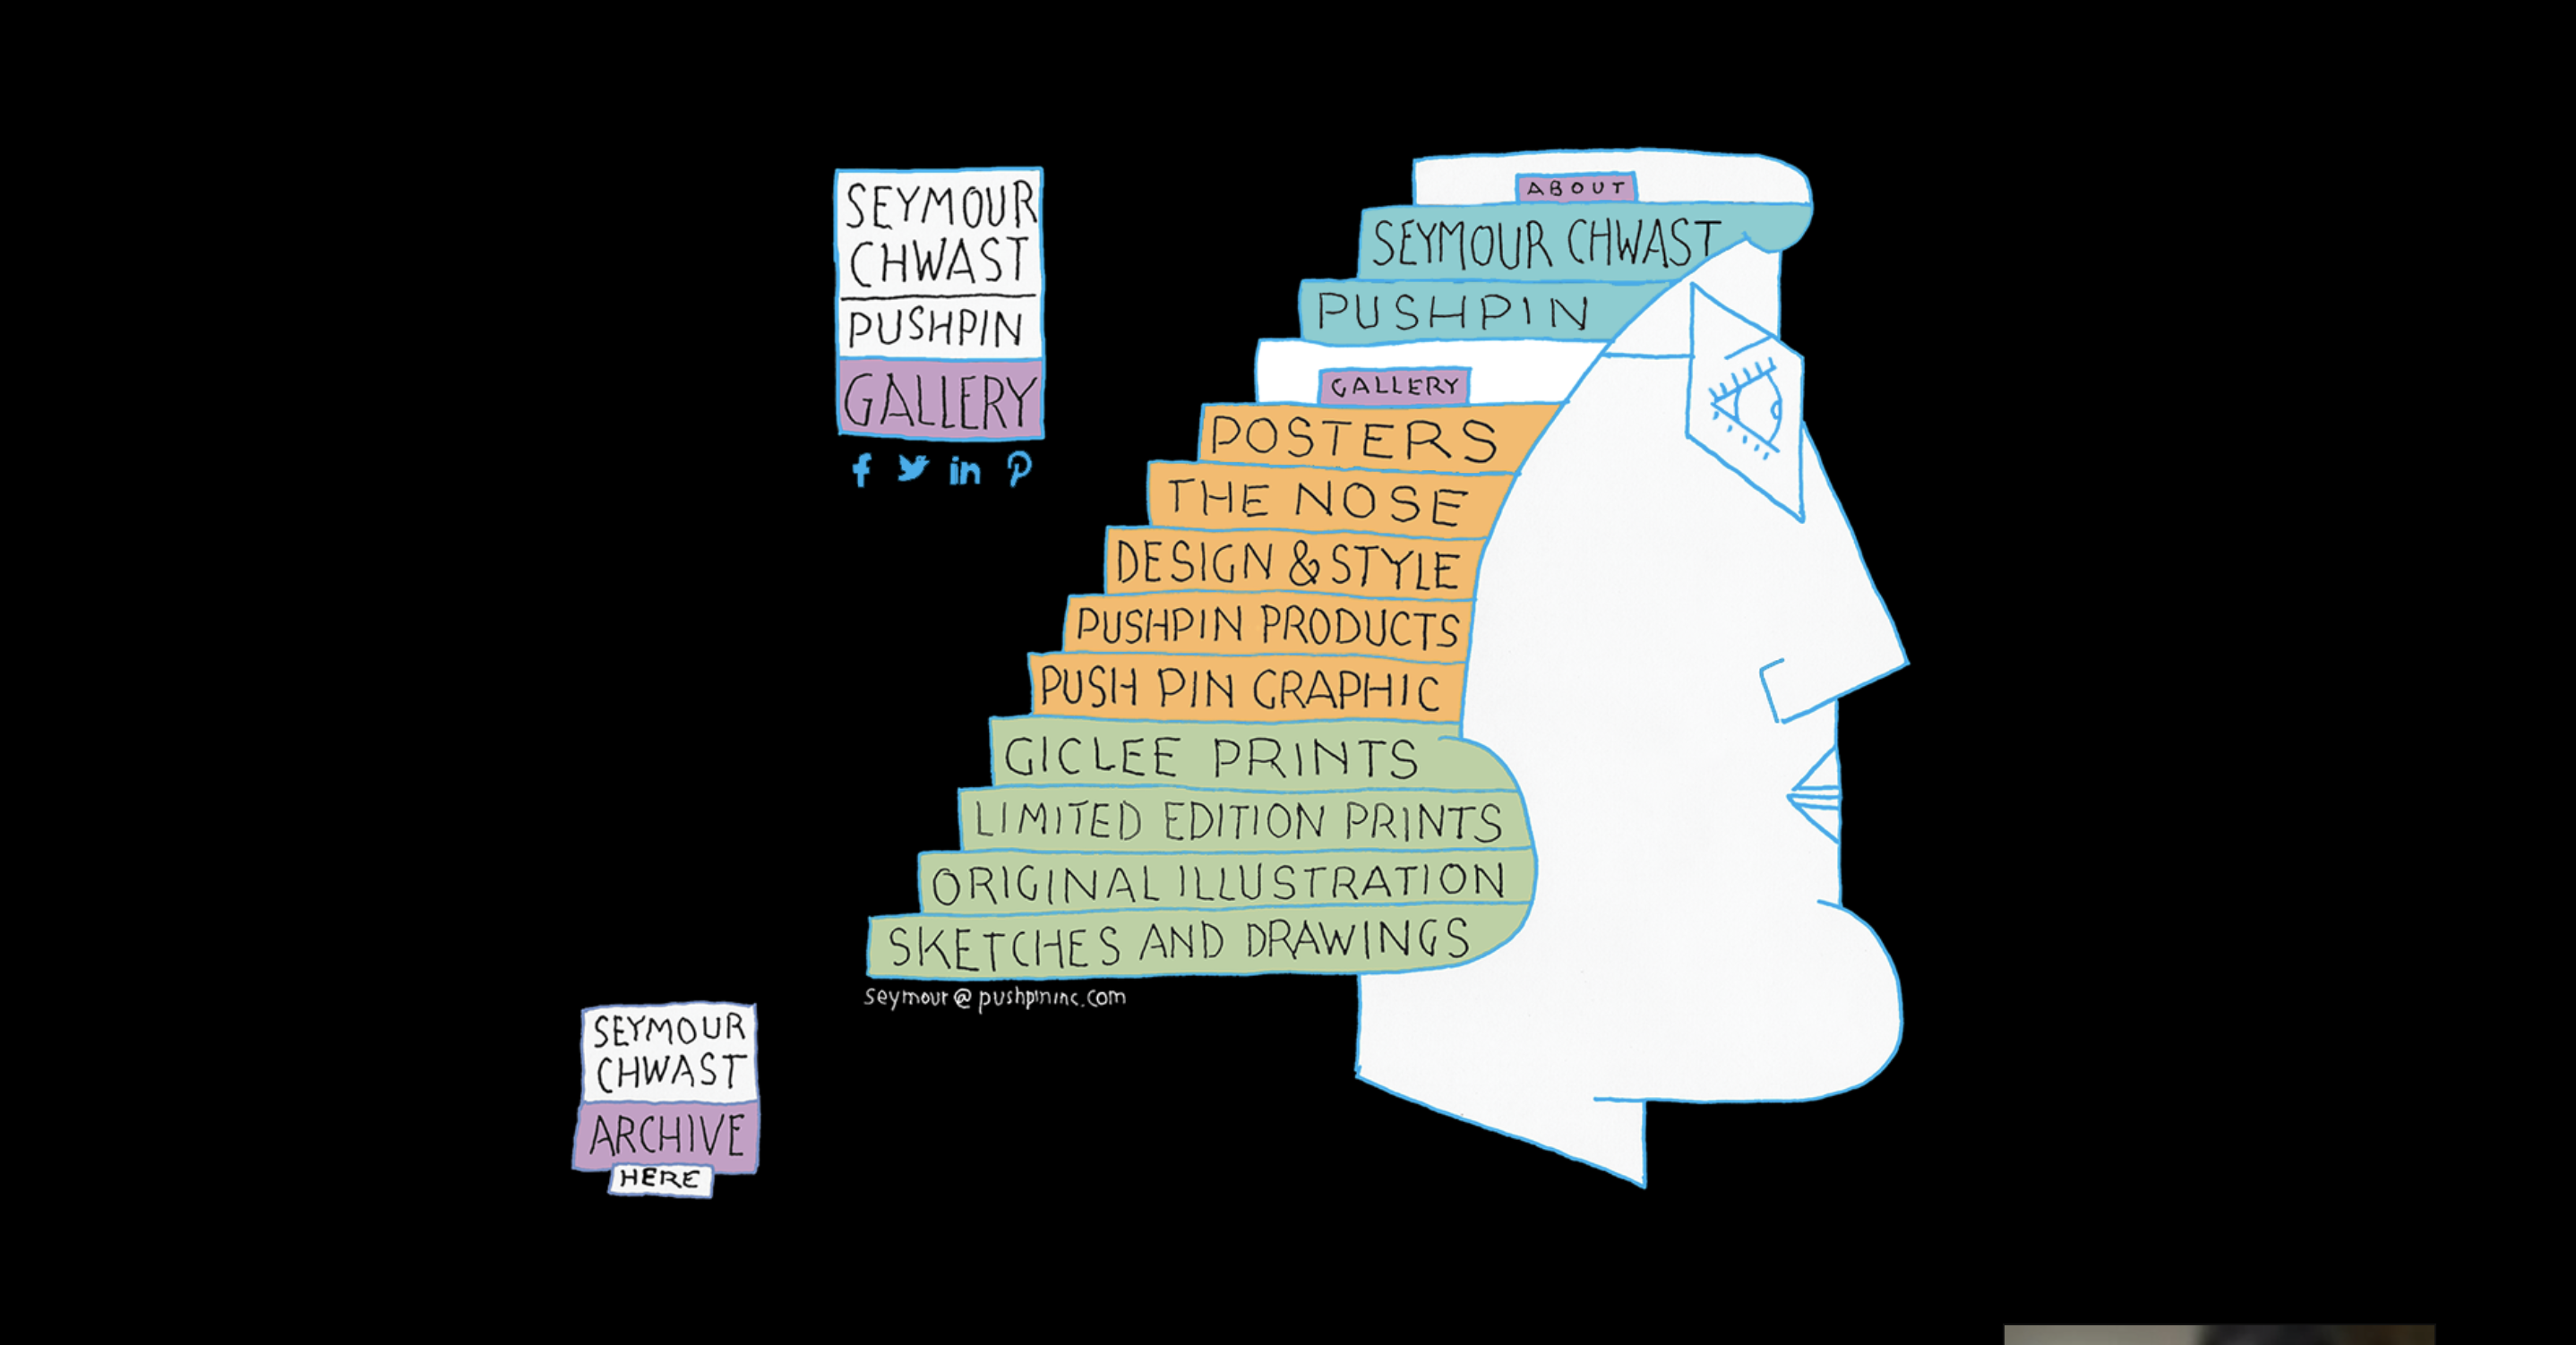 SEYMOUR
CHWAST
PUSHPIN
GALLERY
ABOUT
SEYMOUR CHWAST
PUSHPIN
GALLERY
POSTERS
THE NOSE
DESIGN & STYLE
PUSHPIN PRODUCTS
PUSH PIN GRAPHIC
GICLEE PRINTS
LIMITED EDITION PRINTS
ORIGINAL ILLUSTRATION
SKETCHES AND DRAWINGS
seymour@pushpininc.com
SEYMOUR
CHWAST
ARCHIVE
HERE